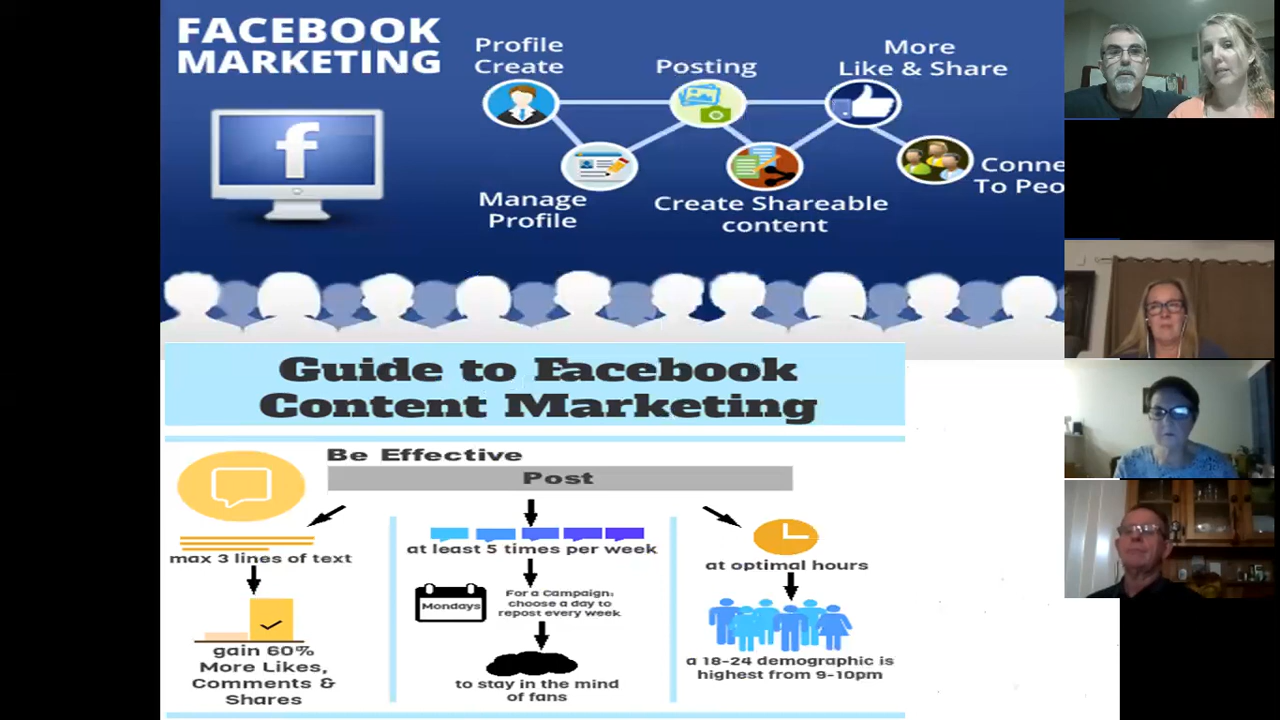 FACEBOOK
MARKETING
Profile
Create
Posting
More
Like & Share
f
Manage
Profile
Create Shareable
content
Conne
To Peo
Guide to Facebook
Content Marketing
Be Effective
Post
max 3 lines of text
gain 60%
More Likes,
Comments &
Shares
at least 5 times per week
Mondays
For a Campaign:
choose a day to
repost every week
to stay in the mind
of fans
at optimal hours
a 18-24 demographic is
highest from 9-10pm